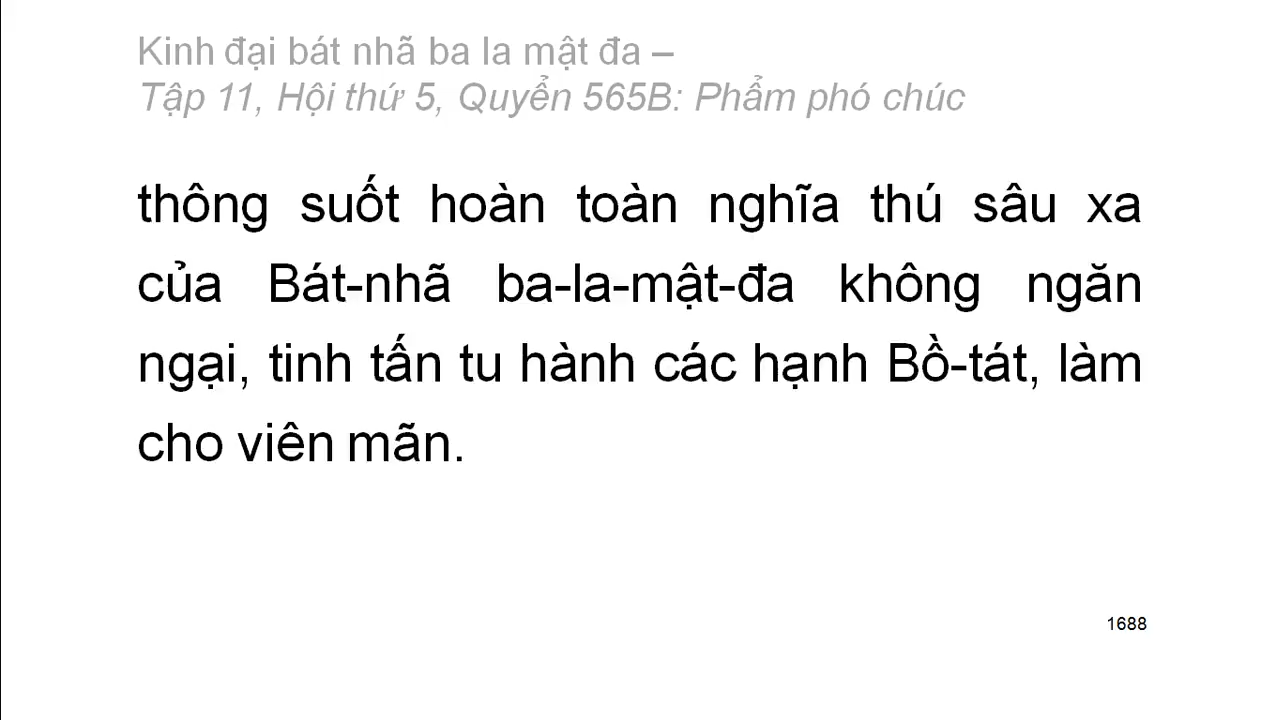 Kinh đại bát nhã ba la mật đa –
Tập 11, Hội thứ 5, Quyển 565B: Phẩm phó chúc
thông suốt hoàn toàn nghĩa thú sâu xa
của Bát-nhã ba-la-mật-đa không ngăn
ngại, tinh tấn tu hành các hạnh Bồ-tát, làm
cho viên mãn.
1688